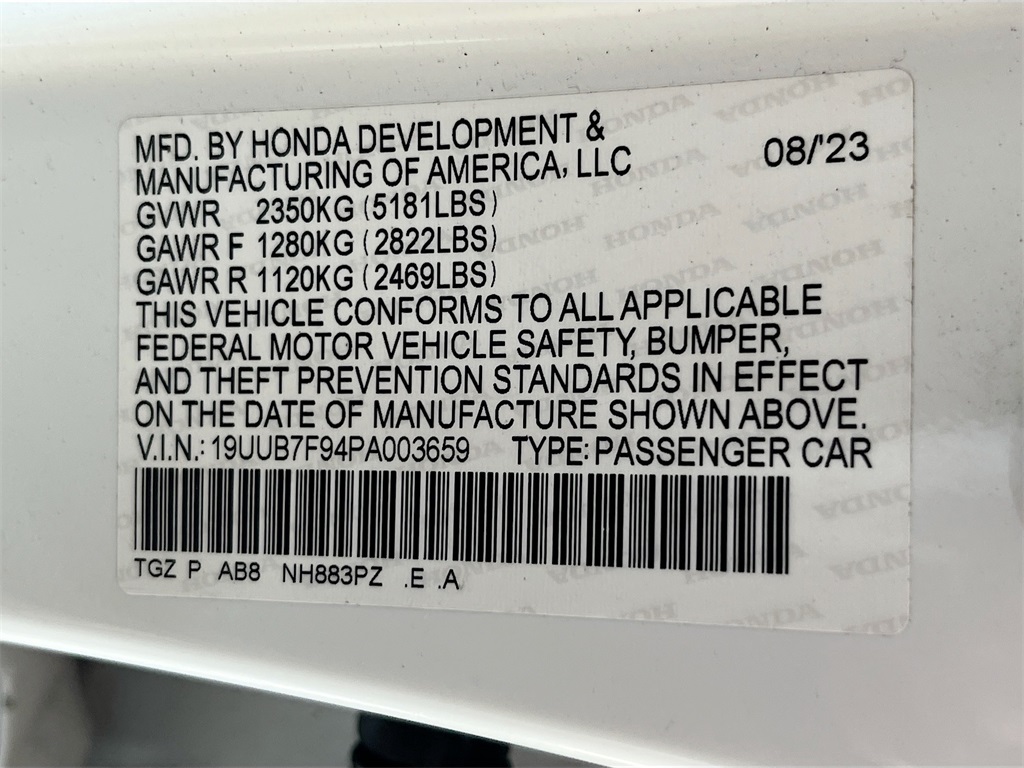 MFD. BY HONDA DEVELOPMENT &
MANUFACTURING OF AMERICA, LLC 08/'23
GVWR 2350KG (5181LBS)
GAWR F 1280KG (2822LBS)
GAWR R 1120KG (2469LBS)
THIS VEHICLE CONFORMS TO ALL APPLICABLE
FEDERAL MOTOR VEHICLE SAFETY, BUMPER,
AND THEFT PREVENTION STANDARDS IN EFFECT
ON THE DATE OF MANUFACTURE SHOWN ABOVE.
V.I.N.: 19UUB7F94PA003659 TYPE: PASSENGER CAR
TGZ P AB8 NH883PZ .E .A